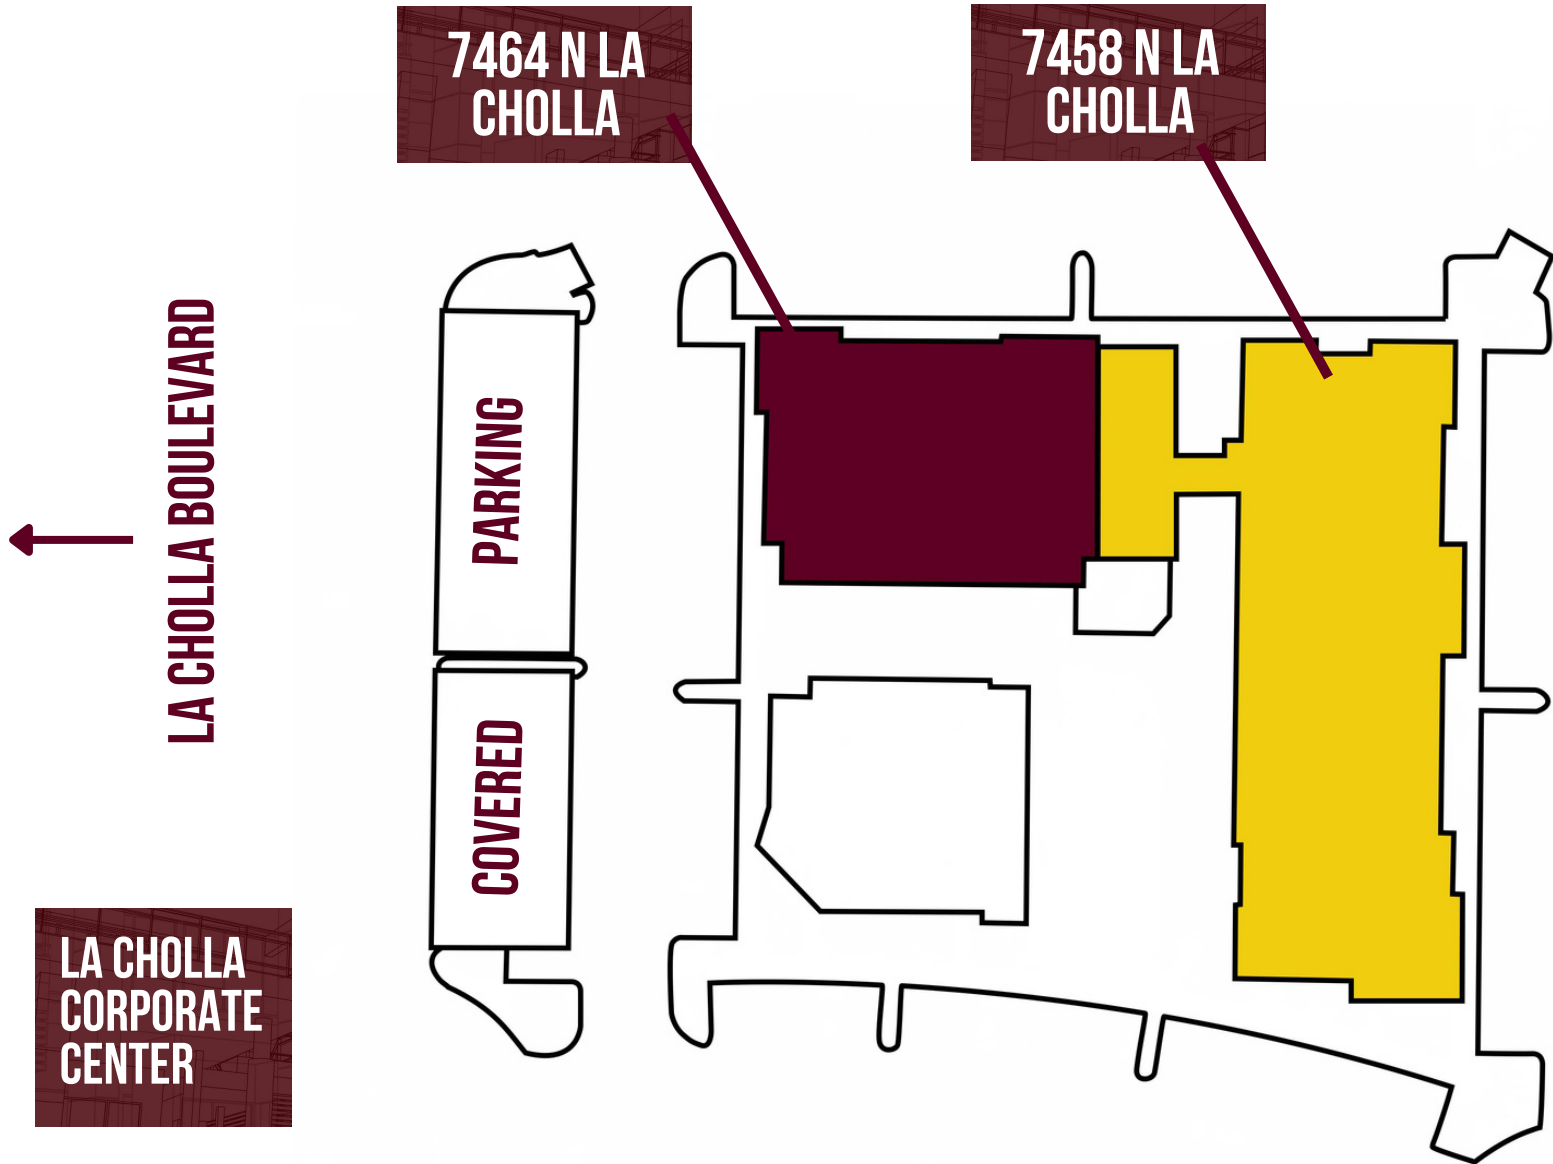 7464 N LA
CHOLLA
7458 N LA
CHOLLA
LA CHOLLA BOULEVARD
PARKING
COVERED
LA CHOLLA
CORPORATE
CENTER